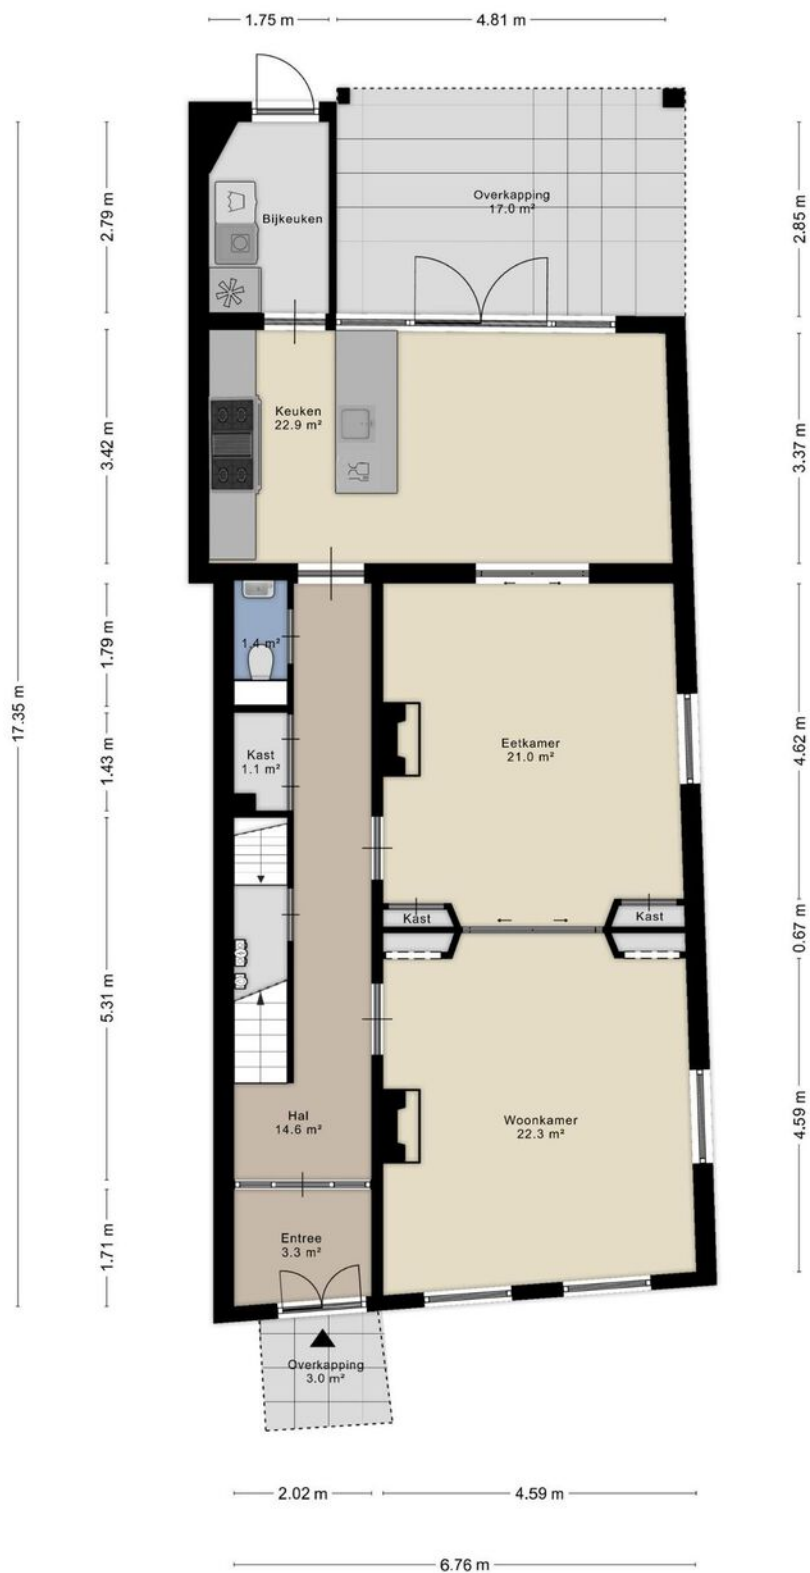 1.75 m
4.81 m
2.79 m
Bijkeuken
Overkapping
17.0 m²
2.85 m
3.42 m
Keuken
22.9 m²
3.37 m
17.35 m
1.79 m
1.4 m²
1.43 m
Kast
1.1 m²
Eetkamer
21.0 m²
4.62 m
Kast
Kast
0.67 m
5.31 m
Hal
14.6 m²
Woonkamer
22.3 m²
4.59 m
1.71 m
Entree
3.3 m²
Overkapping
3.0 m²
2.02 m
4.59 m
6.76 m